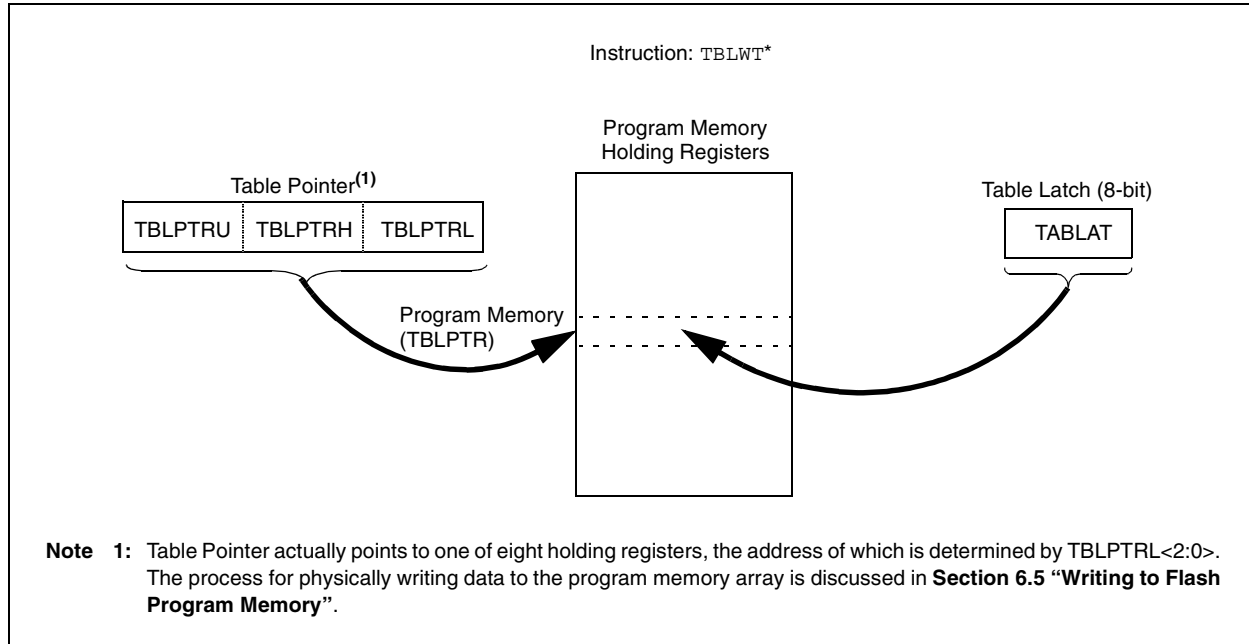 Instruction: TBLWT*
Program Memory
Holding Registers
Table Pointer(1)
Table Latch (8-bit)
TBLPTRU TBLPTRH TBLPTRL
TABLAT
Program Memory
(TBLPTR)
Note 1: Table Pointer actually points to one of eight holding registers, the address of which is determined by TBLPTRL<2:0>.
The process for physically writing data to the program memory array is discussed in Section 6.5 “Writing to Flash
Program Memory”.